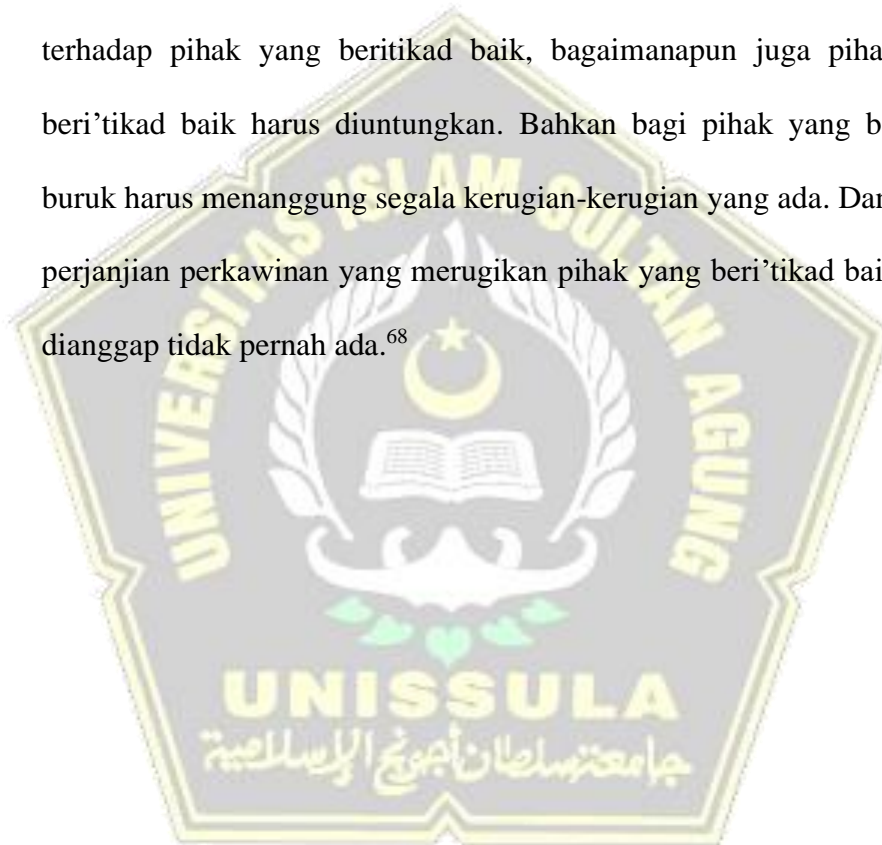 terhadap pihak yang beritikad baik, bagaimanapun juga piha
beri’tikad baik harus diuntungkan. Bahkan bagi pihak yang b
buruk harus menanggung segala kerugian-kerugian yang ada. Dar
perjanjian perkawinan yang merugikan pihak yang beri’tikad bai
dianggap tidak pernah ada.68
UNIVERSITAS ISLAM SULTAN AGUNG
UNISSULA
جامعة سلطان أجونج الإسلامية